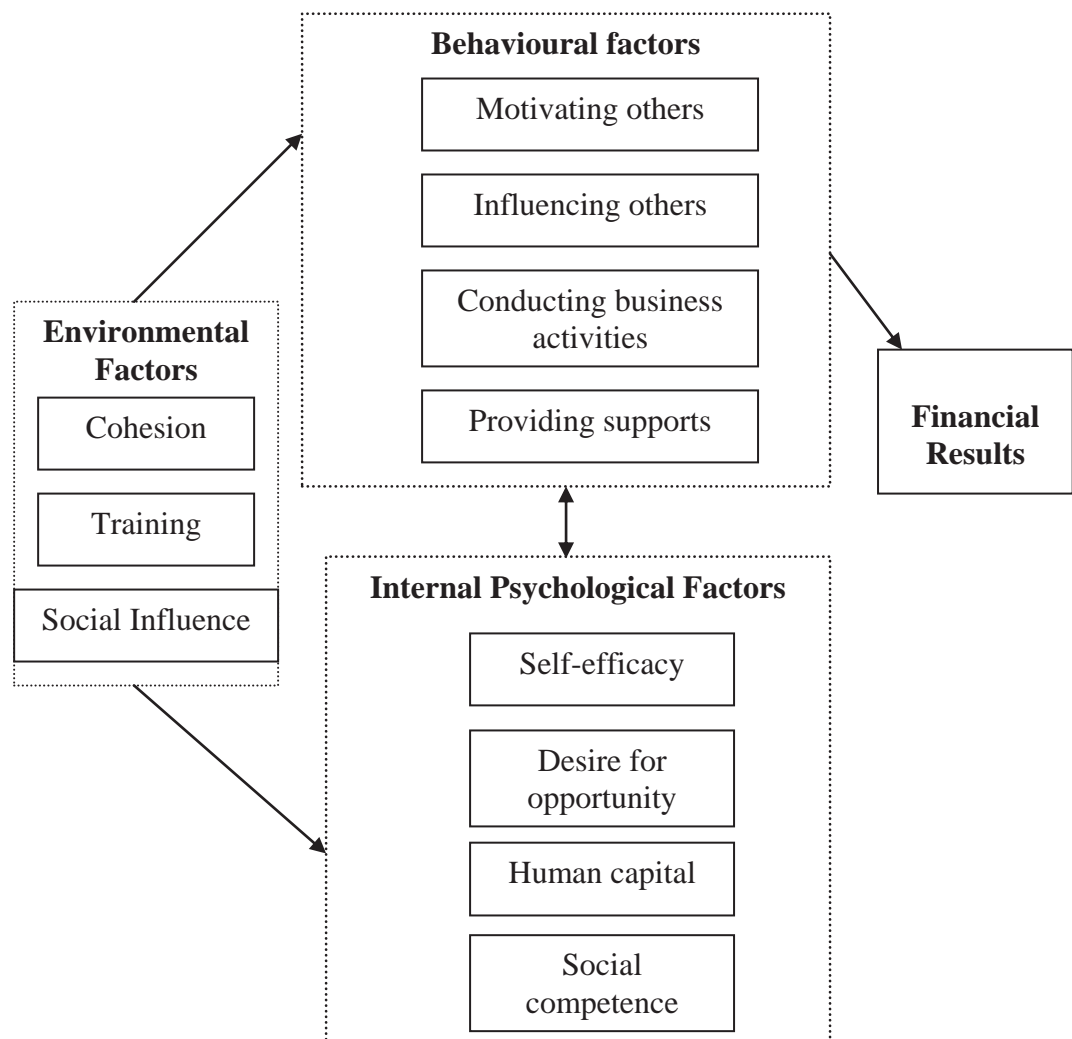 Behavioural factors
Motivating others
Influencing others
Conducting business
activities
Providing supports
Environmental
Factors
Cohesion
Training
Social Influence
Financial
Results
Internal Psychological Factors
Self-efficacy
Desire for
opportunity
Human capital
Social
competence